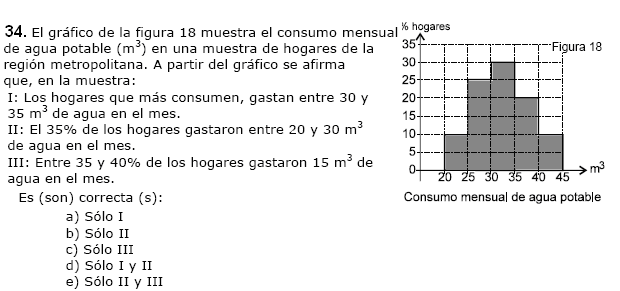 34. El gráfico de la figura 18 muestra el consumo mensual
de agua potable (m³) en una muestra de hogares de la
región metropolitana. A partir del gráfico se afirma
que, en la muestra:
I: Los hogares que más consumen, gastan entre 30 y
35 m³ de agua en el mes.
II: El 35% de los hogares gastaron entre 20 y 30 m³
de agua en el mes.
III: Entre 35 y 40% de los hogares gastaron 15 m³ de
agua en el mes.
Es (son) correcta (s):
a) Sólo I
b) Sólo II
c) Sólo III
d) Sólo I y II
e) Sólo II y III
% hogares
Figura 18
35
30
25
20
15
10
5
0
20 25 30 35 40 45 m³
Consumo mensual de agua potable